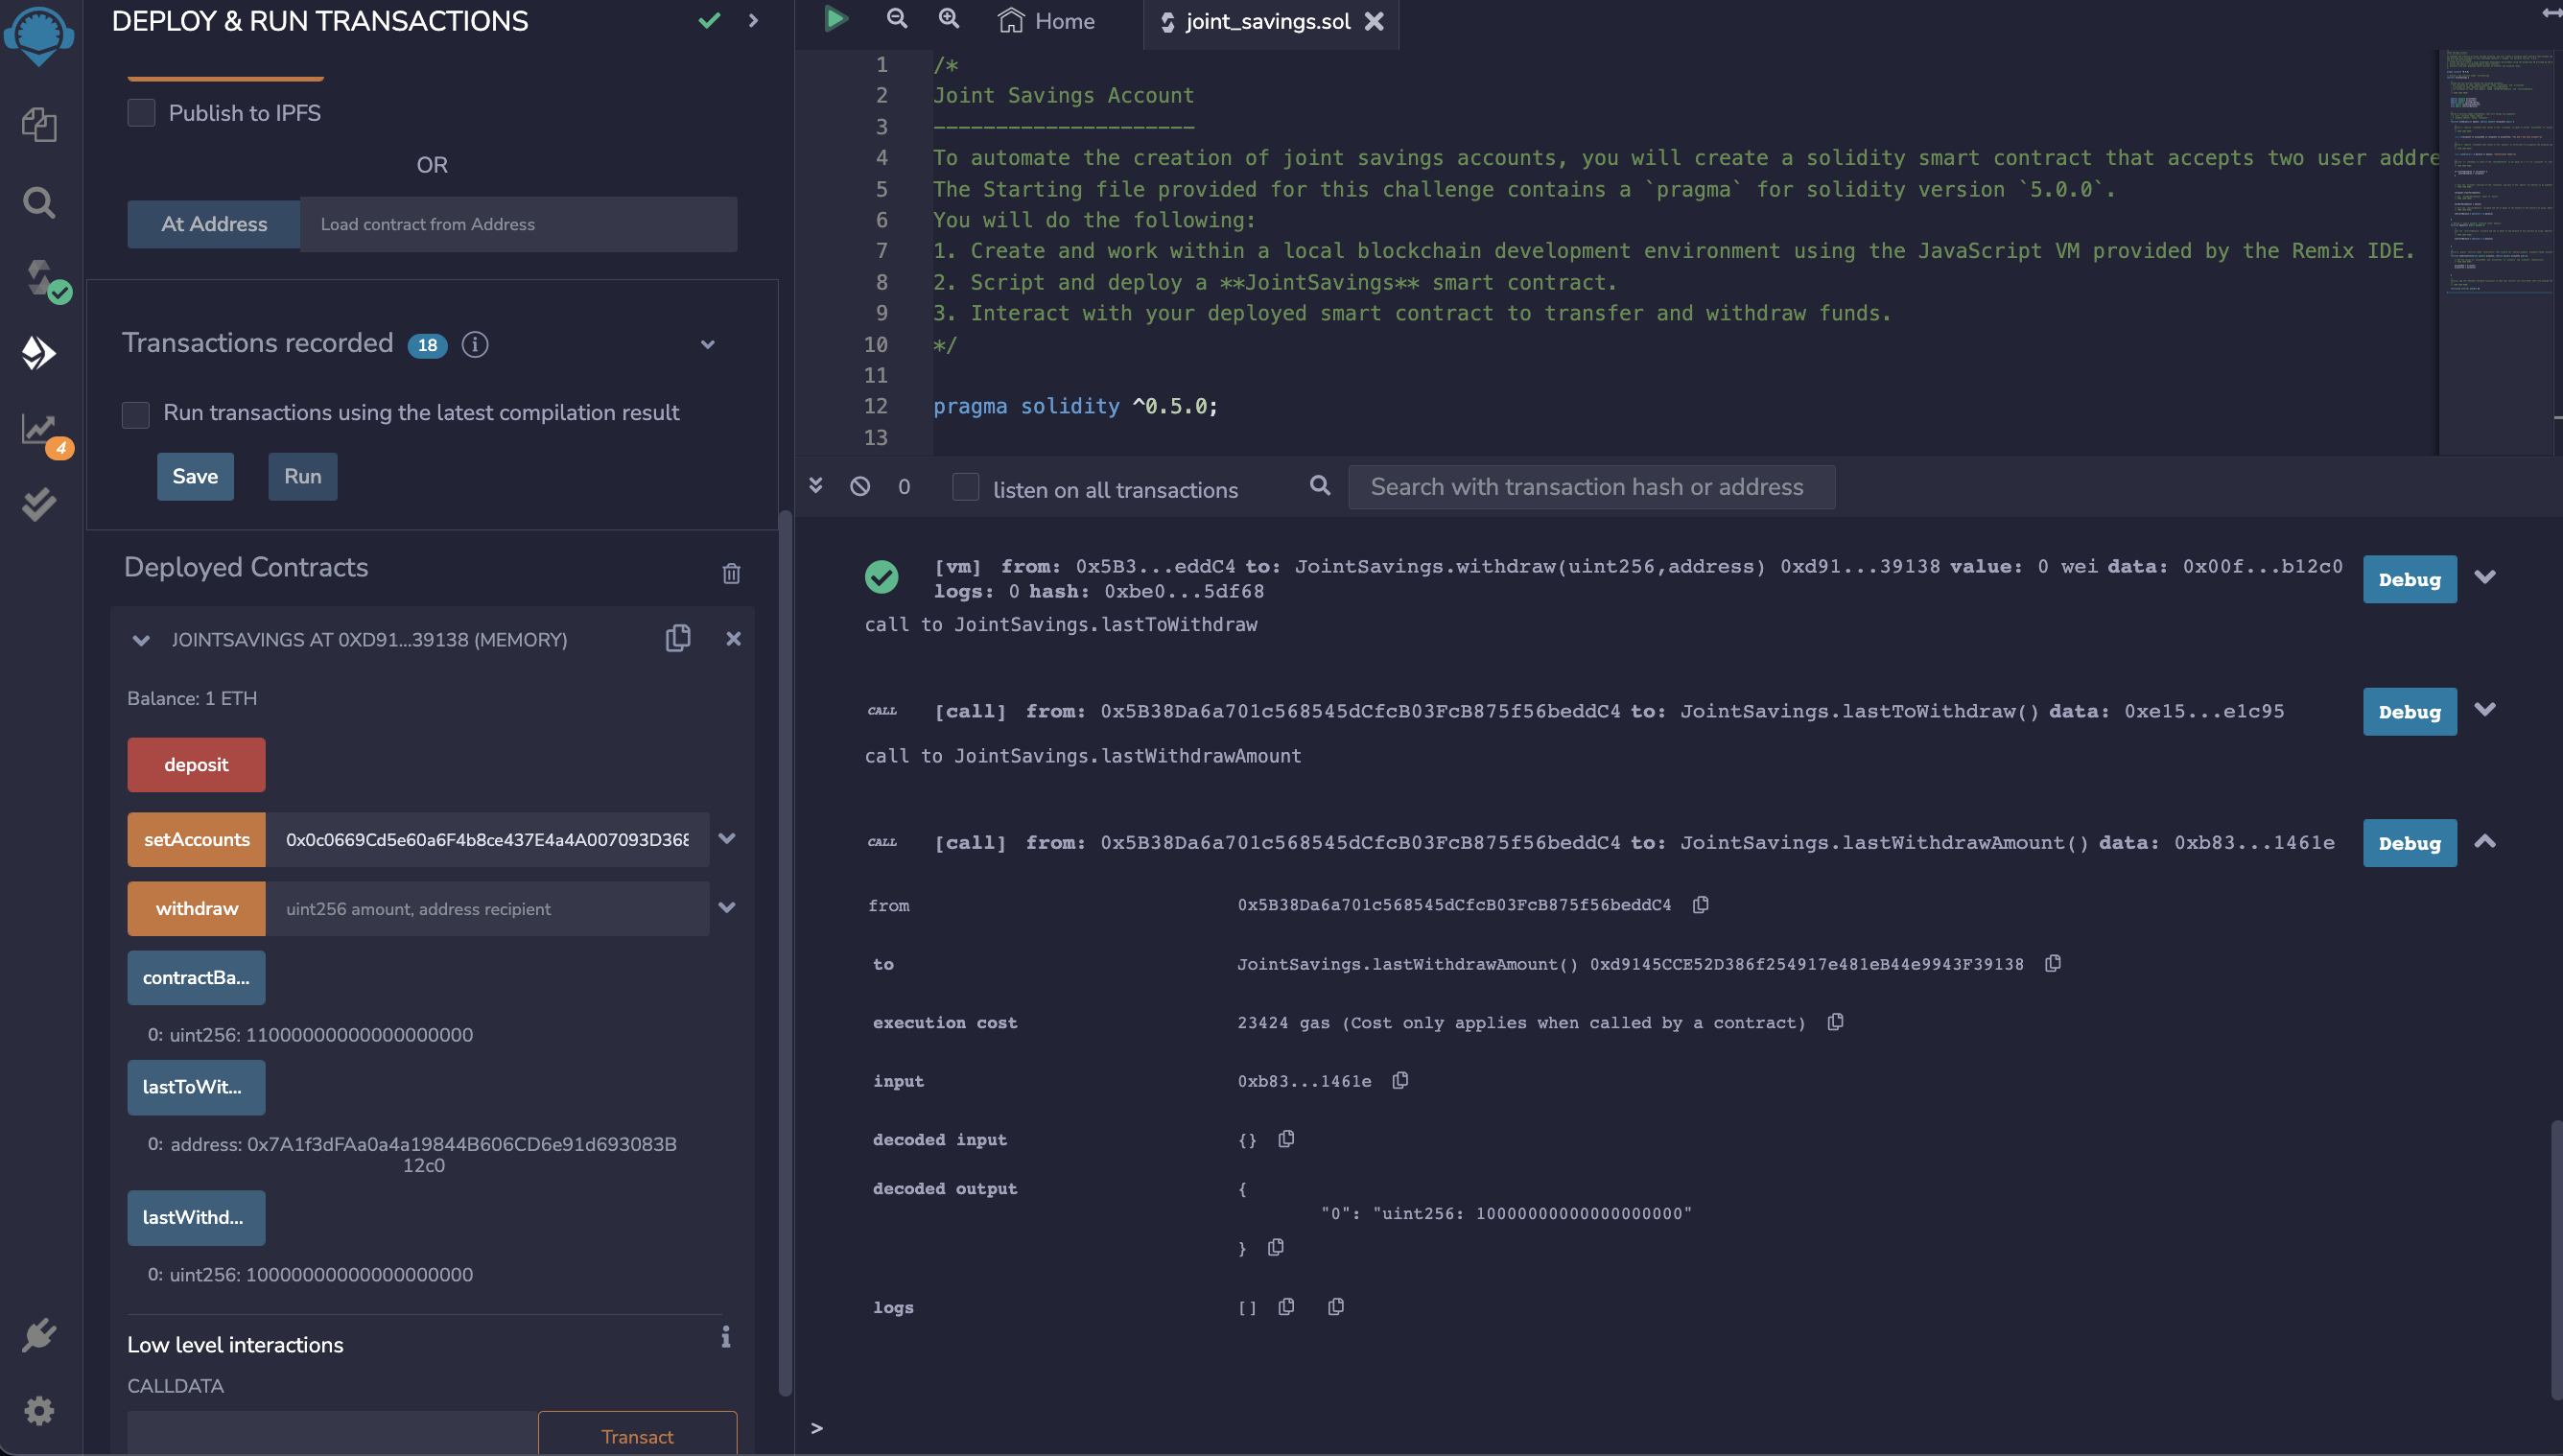 DEPLOY & RUN TRANSACTIONS
Publish to IPFS
OR
At Address
Load contract from Address
Transactions recorded 18
Run transactions using the latest compilation result
Save
Run
Deployed Contracts
JOINTSAVINGS AT 0XD91...39138 (MEMORY)
Balance: 1 ETH
deposit
setAccounts
0x0c0669Cd5e60a6F4b8ce437E4a4A007093D368
withdraw
uint256 amount, address recipient
contractBa...
0: uint256: 11000000000000000000
lastToWit...
0: address: 0x7A1f3dFAa0a4a19844B606CD6e91d693083B
12c0
lastWithd...
0: uint256: 10000000000000000000
Low level interactions
CALLDATA
Transact
4
Home
joint_savings.sol
1 /*
2 Joint Savings Account
3 ---------------------
4 To automate the creation of joint savings accounts, you will create a solidity smart contract that accepts two user addre
5 The Starting file provided for this challenge contains a `pragma` for solidity version `5.0.0`.
6 You will do the following:
7 1. Create and work within a local blockchain development environment using the JavaScript VM provided by the Remix IDE.
8 2. Script and deploy a **JointSavings** smart contract.
9 3. Interact with your deployed smart contract to transfer and withdraw funds.
10 */
11
12 pragma solidity ^0.5.0;
13
0
listen on all transactions
Search with transaction hash or address
[vm] from: 0x5B3...eddC4 to: JointSavings.withdraw(uint256,address) 0xd91...39138 value: 0 wei data: 0x00f...b12c0
logs: 0 hash: 0xbe0...5df68
Debug
call to JointSavings.lastToWithdraw
CALL [call] from: 0x5B38Da6a701c568545dCfcB03FcB875f56beddC4 to: JointSavings.lastToWithdraw() data: 0xe15...e1c95
Debug
call to JointSavings.lastWithdrawAmount
CALL [call] from: 0x5B38Da6a701c568545dCfcB03FcB875f56beddC4 to: JointSavings.lastWithdrawAmount() data: 0xb83...1461e
Debug
from 0x5B38Da6a701c568545dCfcB03FcB875f56beddC4
to JointSavings.lastWithdrawAmount() 0xd9145CCE52D386f254917e481eB44e9943F39138
execution cost 23424 gas (Cost only applies when called by a contract)
input 0xb83...1461e
decoded input {}
decoded output {
"0": "uint256: 10000000000000000000"
}
logs []
>